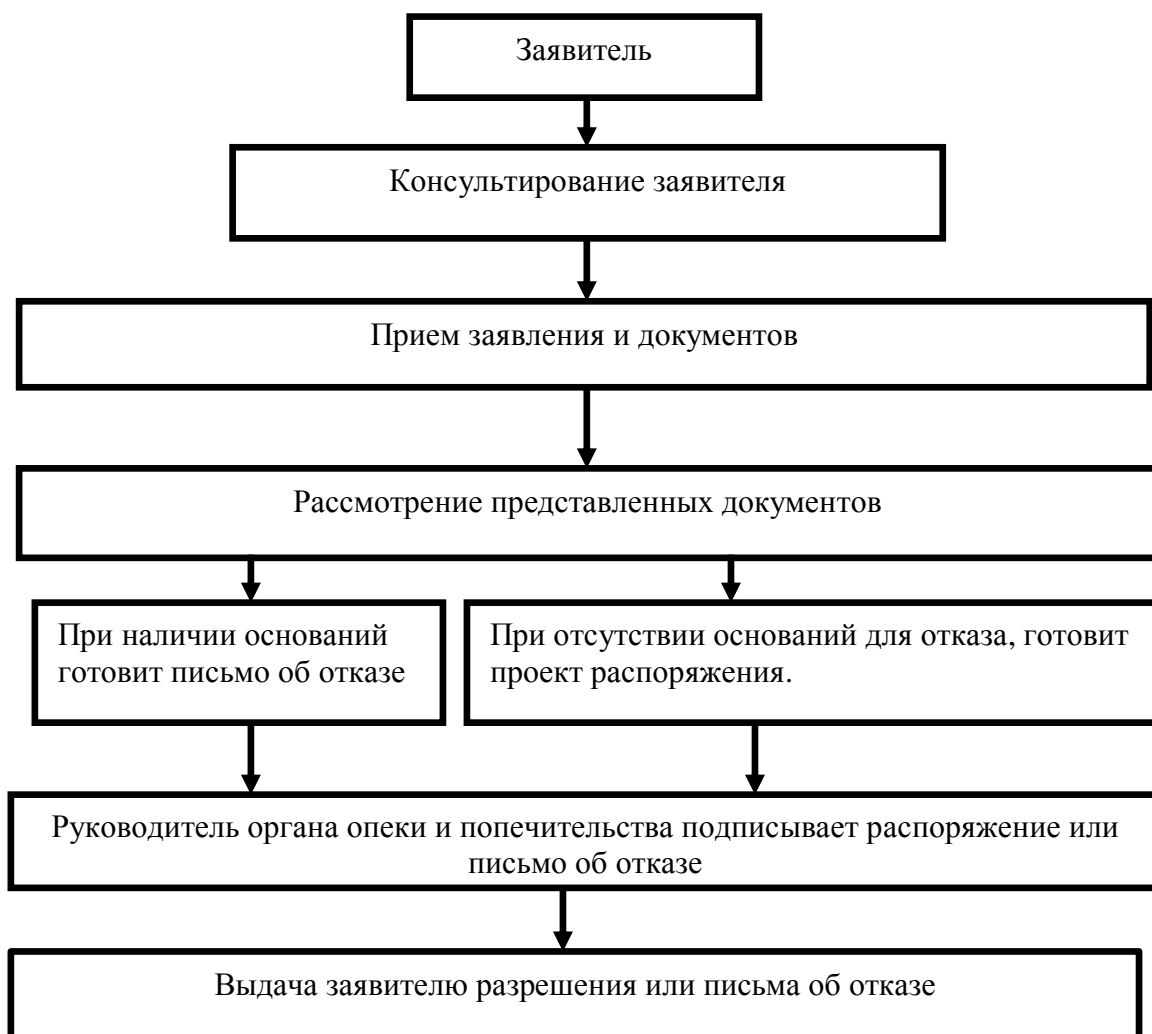 Заявитель
Консультирование заявителя
Прием заявления и документов
Рассмотрение представленных документов
При наличии оснований
готовит письмо об отказе
При отсутствии оснований для отказа, готовит
проект распоряжения.
Руководитель органа опеки и попечительства подписывает распоряжение или
письмо об отказе
Выдача заявителю разрешения или письма об отказе